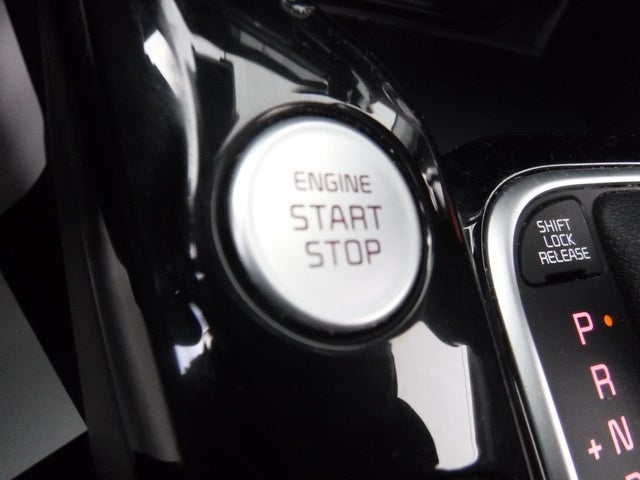 ENGINE
START
STOP
SHIFT
LOCK
RELEASE
P
R
+ N